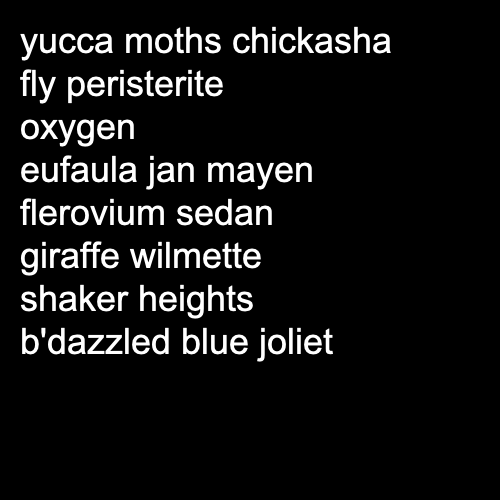 yucca moths chickasha
fly peristerite
oxygen
eufaula jan mayen
flerovium sedan
giraffe wilmette
shaker heights
b'dazzled blue joliet